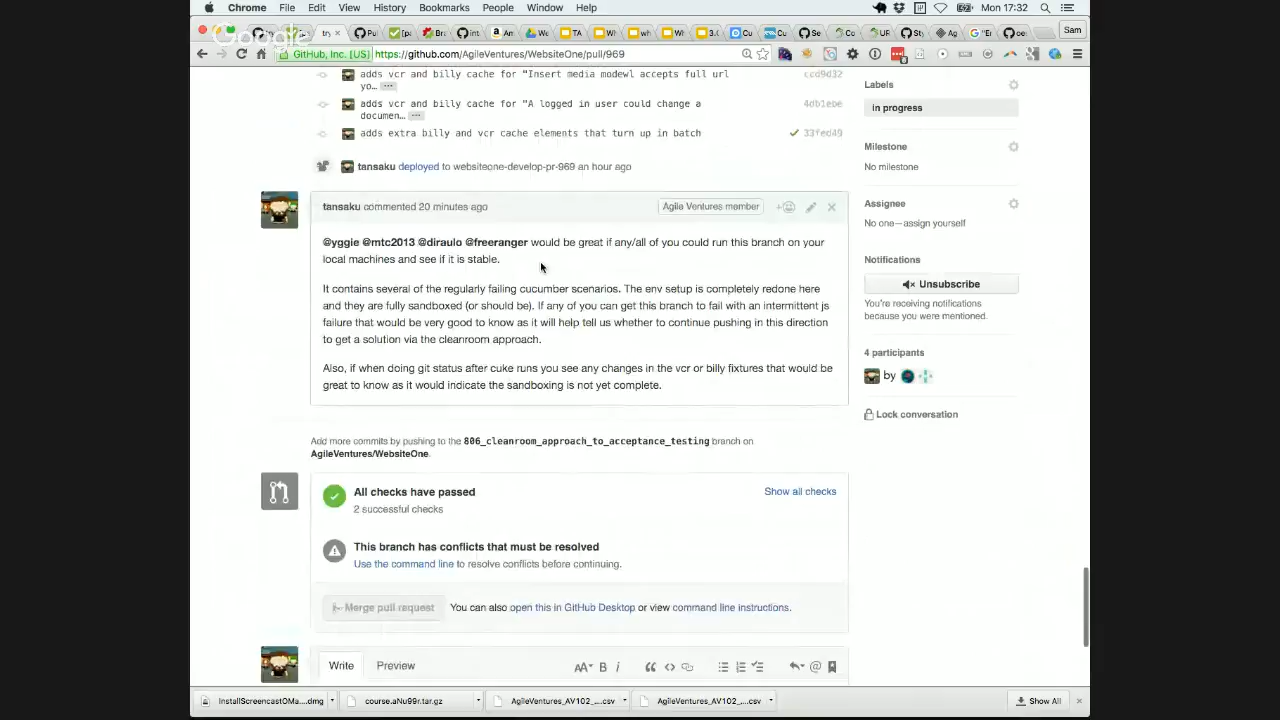 Chrome File Edit View History Bookmarks People Window Help Mon 17:32
Google
Sam
GitHub, Inc. [US] https://github.com/AgileVentures/WebsiteOne/pull/969
adds vcr and billy cache for "Insert media modewl accepts full url ccd9d32
yo… …
adds vcr and billy cache for "A logged in user could change a 4db1ebe
documen… …
adds extra billy and vcr cache elements that turn up in batch 33fed49
tansaku deployed to websiteone-develop-pr-969 an hour ago
tansaku commented 20 minutes ago Agile Ventures member
@yggie @mtc2013 @diraulo @freeranger would be great if any/all of you could run this branch on your
local machines and see if it is stable.
It contains several of the regularly failing cucumber scenarios. The env setup is completely redone here
and they are fully sandboxed (or should be). If any of you can get this branch to fail with an intermittent js
failure that would be very good to know as it will help tell us whether to continue pushing in this direction
to get a solution via the cleanroom approach.
Also, if when doing git status after cuke runs you see any changes in the vcr or billy fixtures that would be
great to know as it would indicate the sandboxing is not yet complete.
Add more commits by pushing to the 806_cleanroom_approach_to_acceptance_testing branch on
AgileVentures/WebsiteOne.
All checks have passed Show all checks
2 successful checks
This branch has conflicts that must be resolved
Use the command line to resolve conflicts before continuing.
Merge pull request You can also open this in GitHub Desktop or view command line instructions.
Write Preview AA B i
Labels
in progress
Milestone
No milestone
Assignee
No one—assign yourself
Notifications
Unsubscribe
You're receiving notifications
because you were mentioned.
4 participants
by
Lock conversation
InstallScreencastOMa....dmg course.aNu99r.tar.gz AgileVentures_AV102_...csv AgileVentures_AV102_...csv Show All